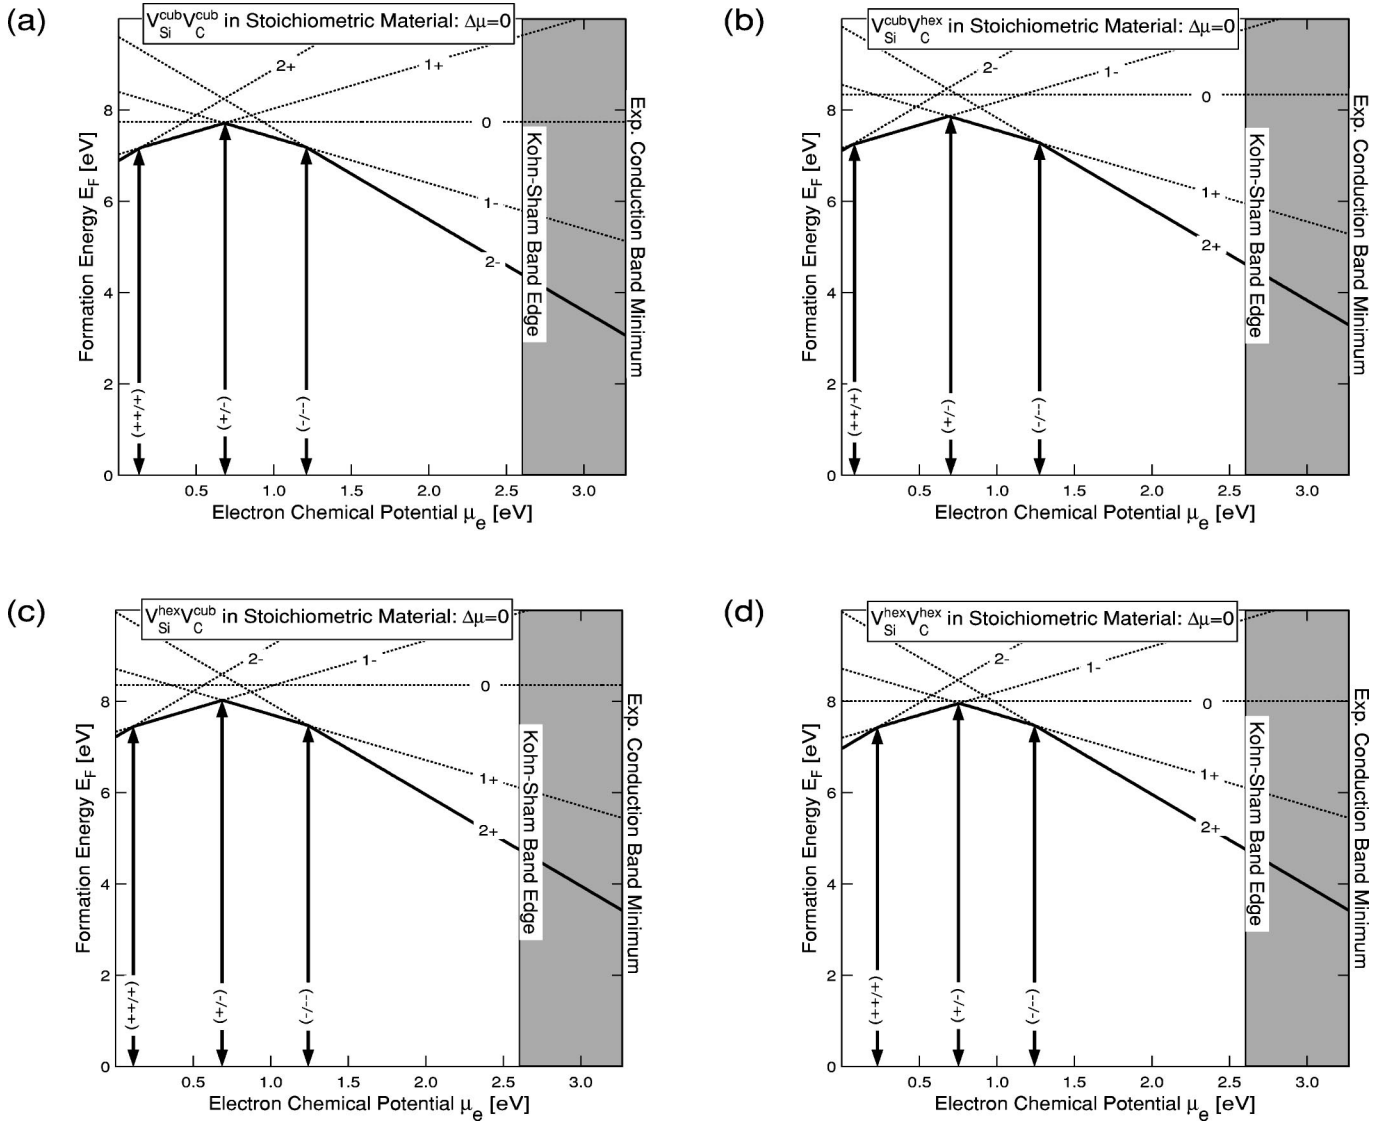 (a)
V_Si^cub V_C^cub in Stoichiometric Material: Δμ=0
2+
1+
0
1-
2-
Kohn-Sham Band Edge
Exp. Conduction Band Minimum
(++/+)
(+/-)
(-/--)
Formation Energy E_F [eV]
8
6
4
2
0
0.5 1.0 1.5 2.0 2.5 3.0
Electron Chemical Potential μ_e [eV]
(b)
V_Si^cub V_C^hex in Stoichiometric Material: Δμ=0
2-
1-
0
1+
2+
Kohn-Sham Band Edge
Exp. Conduction Band Minimum
(++/+)
(+/-)
(-/--)
Formation Energy E_F [eV]
8
6
4
2
0
0.5 1.0 1.5 2.0 2.5 3.0
Electron Chemical Potential μ_e [eV]
(c)
V_Si^hex V_C^cub in Stoichiometric Material: Δμ=0
2-
1-
0
1+
2+
Kohn-Sham Band Edge
Exp. Conduction Band Minimum
(++/+)
(+/-)
(-/--)
Formation Energy E_F [eV]
8
6
4
2
0
0.5 1.0 1.5 2.0 2.5 3.0
Electron Chemical Potential μ_e [eV]
(d)
V_Si^hex V_C^hex in Stoichiometric Material: Δμ=0
2-
1-
0
1+
2+
Kohn-Sham Band Edge
Exp. Conduction Band Minimum
(++/+)
(+/-)
(-/--)
Formation Energy E_F [eV]
8
6
4
2
0
0.5 1.0 1.5 2.0 2.5 3.0
Electron Chemical Potential μ_e [eV]